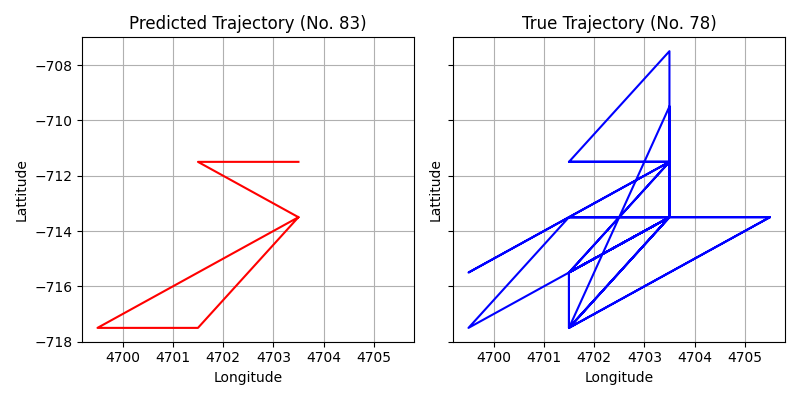 Predicted Trajectory (No. 83)
True Trajectory (No. 78)
−708
−710
−712
−714
−716
−718
Lattitude
Lattitude
4700 4701 4702 4703 4704 4705
4700 4701 4702 4703 4704 4705
Longitude
Longitude